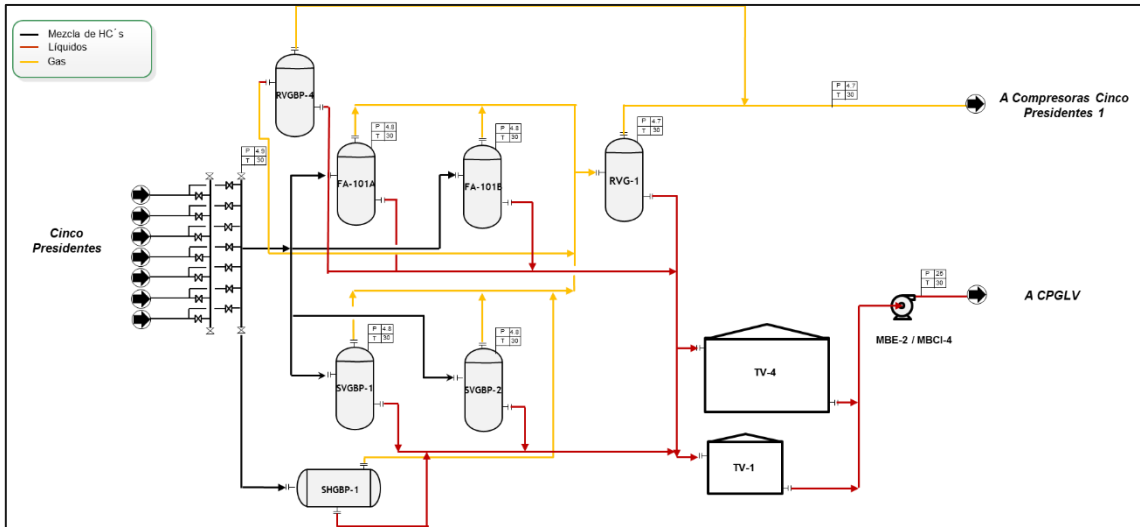 Mezcla de HC´s
Líquidos
Gas
RVGBP-4
P 4.7
T 30
A Compresoras Cinco
Presidentes 1
P 4.8
T 30
P 4.8
T 30
P 4.7
T 30
P 4.9
T 30
FA-101A
FA-101B
RVG-1
Cinco
Presidentes
P 25
T 30
A CPGLV
MBE-2 / MBCI-4
P 4.8
T 30
P 4.8
T 30
SVGBP-1
SVGBP-2
TV-4
TV-1
SHGBP-1